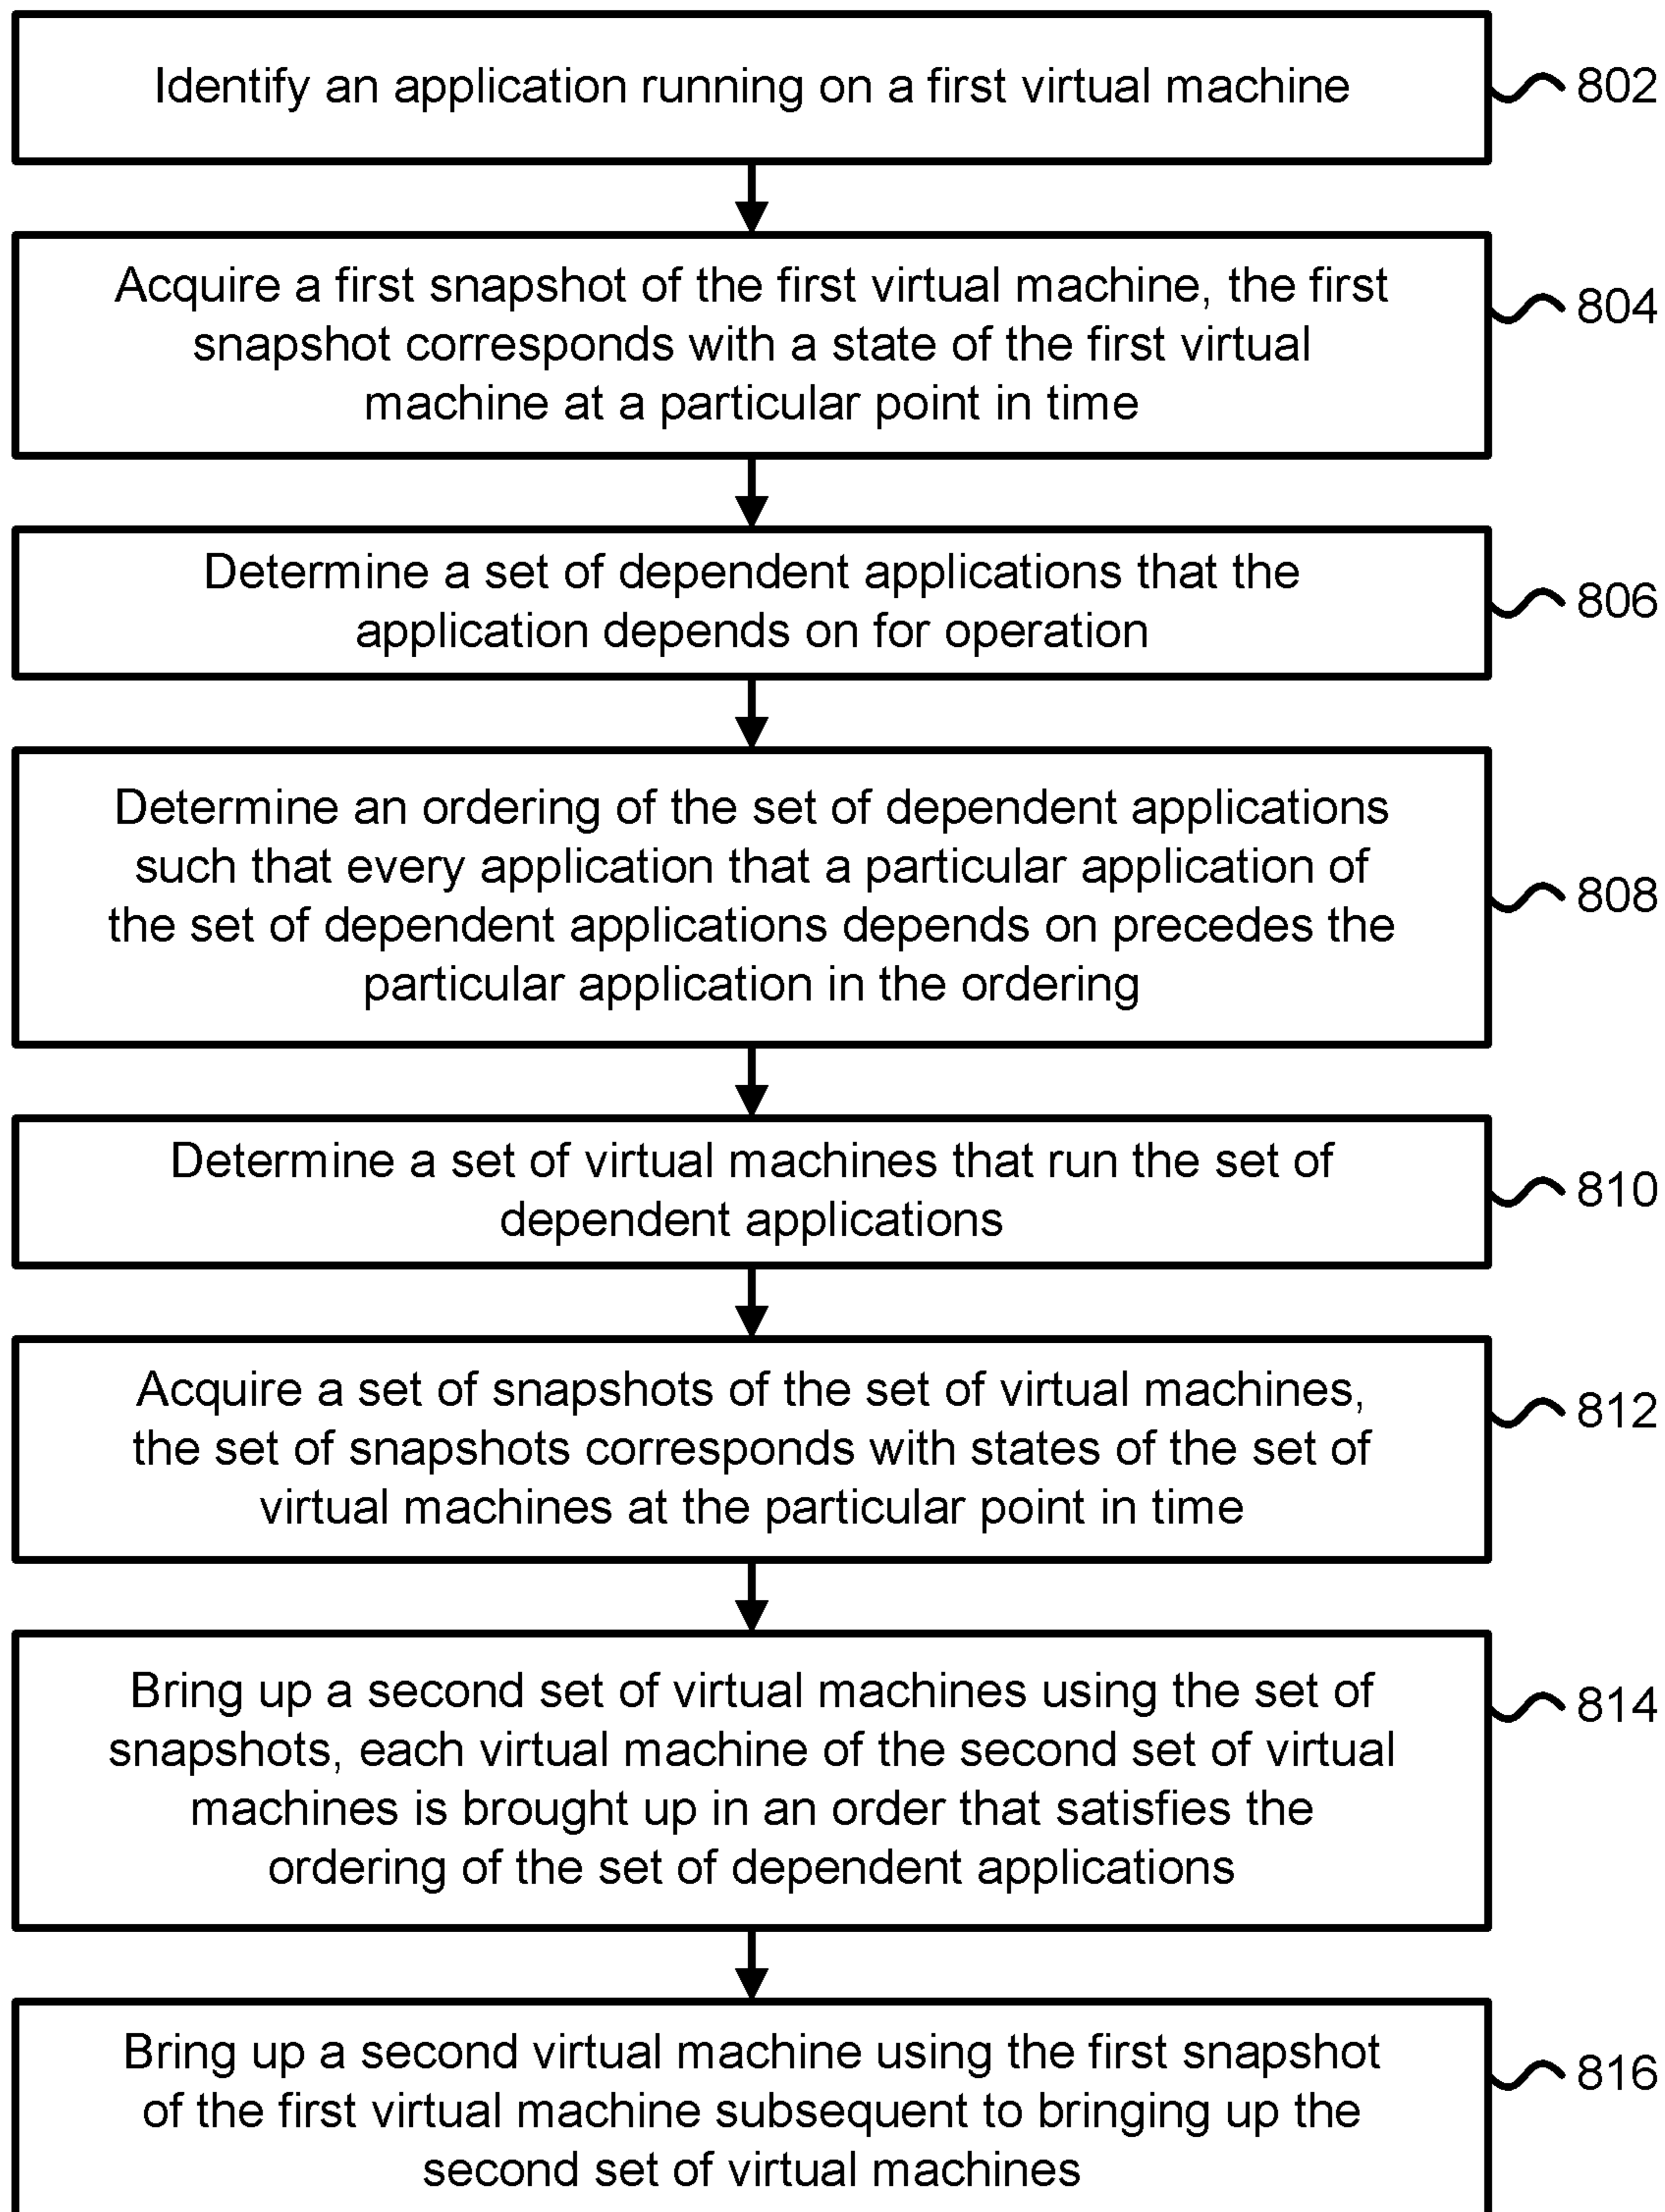 Identify an application running on a first virtual machine
802
Acquire a first snapshot of the first virtual machine, the first
snapshot corresponds with a state of the first virtual
machine at a particular point in time
804
Determine a set of dependent applications that the
application depends on for operation
806
Determine an ordering of the set of dependent applications
such that every application that a particular application of
the set of dependent applications depends on precedes the
particular application in the ordering
808
Determine a set of virtual machines that run the set of
dependent applications
810
Acquire a set of snapshots of the set of virtual machines,
the set of snapshots corresponds with states of the set of
virtual machines at the particular point in time
812
Bring up a second set of virtual machines using the set of
snapshots, each virtual machine of the second set of virtual
machines is brought up in an order that satisfies the
ordering of the set of dependent applications
814
Bring up a second virtual machine using the first snapshot
of the first virtual machine subsequent to bringing up the
second set of virtual machines
816